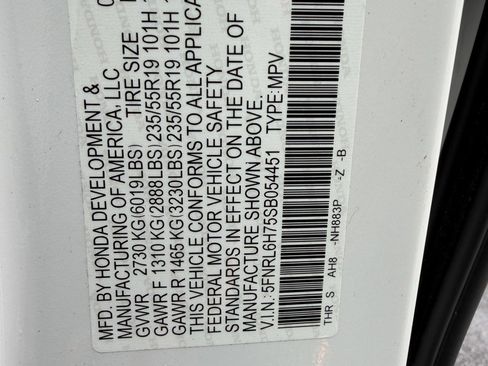 MFD. BY HONDA DEVELOPMENT &
MANUFACTURING OF AMERICA, LLC
TIRE SIZE
GVWR 2730 KG(6019LBS)
GAWR F 1310 KG(2888LBS) 235/55R19 101H
GAWR R 1465 KG(3230LBS) 235/55R19 101H
THIS VEHICLE CONFORMS TO ALL APPLICA
FEDERAL MOTOR VEHICLE SAFETY
STANDARDS IN EFFECT ON THE DATE OF
MANUFACTURE SHOWN ABOVE.
V.I.N.:5FNRL6H75SB054451 TYPE:MPV
THR S AH8 -NH883P -Z -B